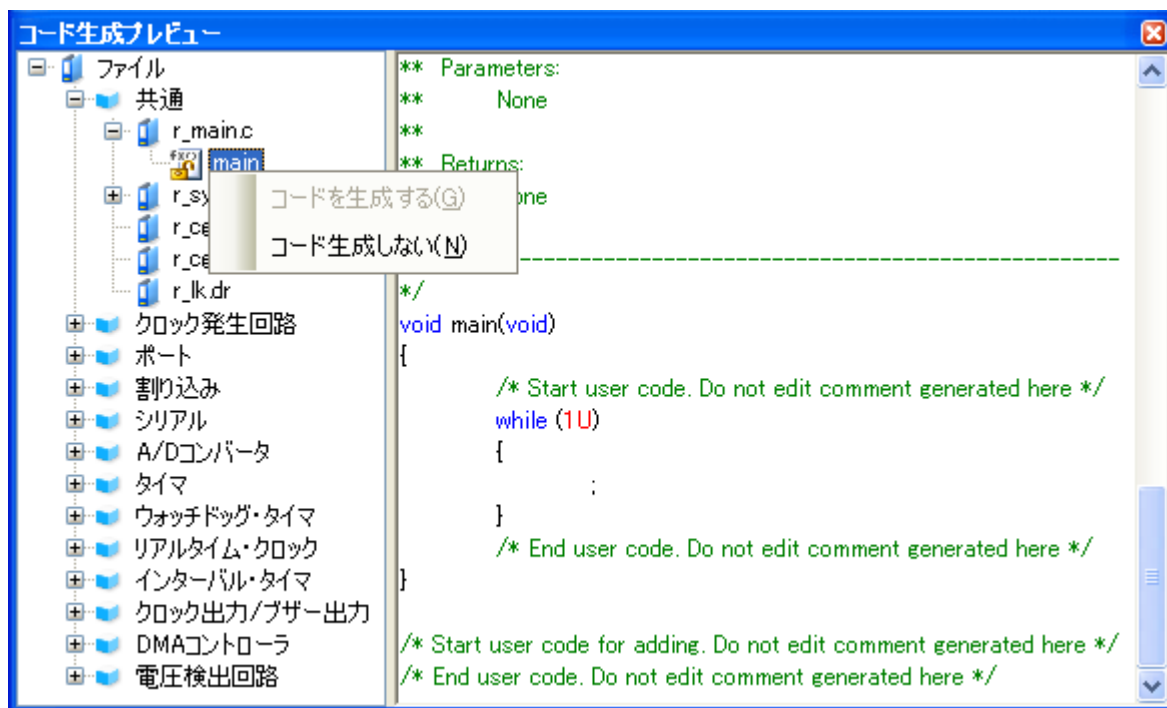 コード生成プレビュー
ファイル
共通
r_main.c
main
コードを生成する(G)
コード生成しない(N)
r_lk.dr
クロック発生回路
ポート
割り込み
シリアル
A/Dコンバータ
タイマ
ウォッチドッグ・タイマ
リアルタイム・クロック
インターバル・タイマ
クロック出力/ブザー出力
DMAコントローラ
電圧検出回路
** Parameters:
** None
**
** Returns:
*/
void main(void)
{
/* Start user code. Do not edit comment generated here */
while (1U)
{
;
}
/* End user code. Do not edit comment generated here */
}
/* Start user code for adding. Do not edit comment generated here */
/* End user code. Do not edit comment generated here */